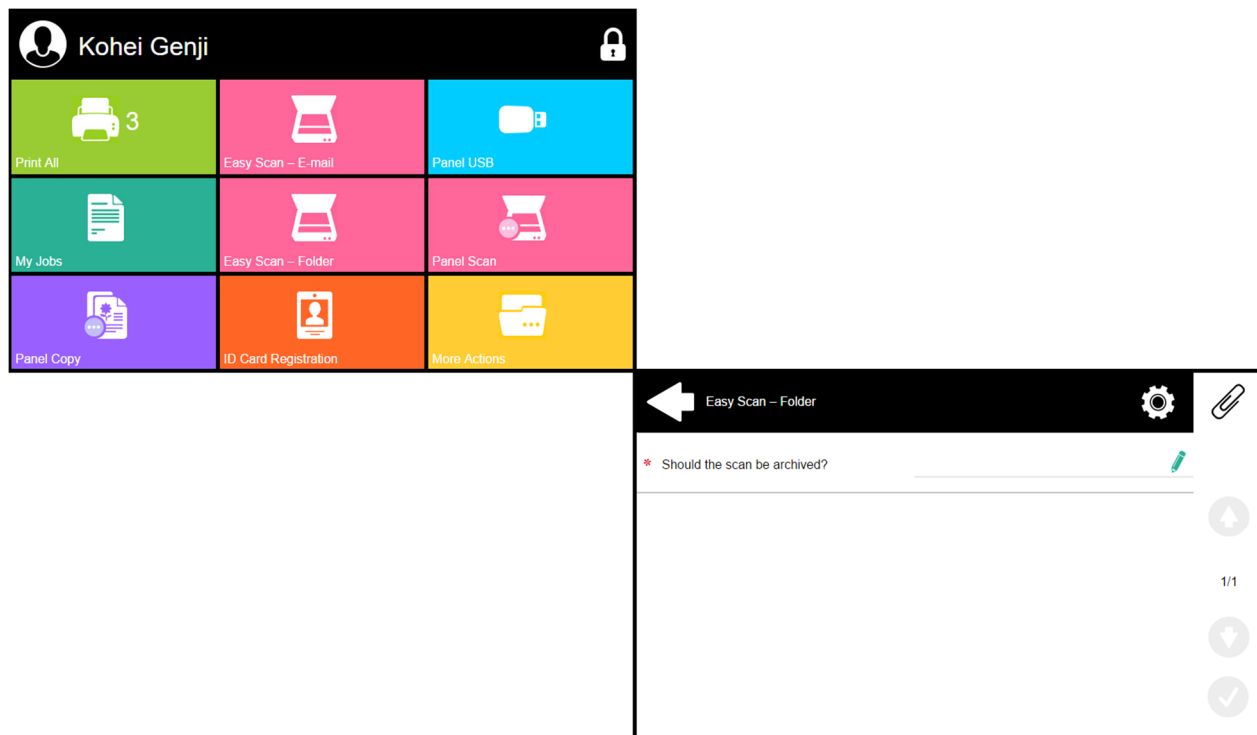 Kohei Genji
3
Print All
Easy Scan – E-mail
Panel USB
My Jobs
Easy Scan – Folder
Panel Scan
Panel Copy
ID Card Registration
More Actions
Easy Scan – Folder
* Should the scan be archived?
1/1